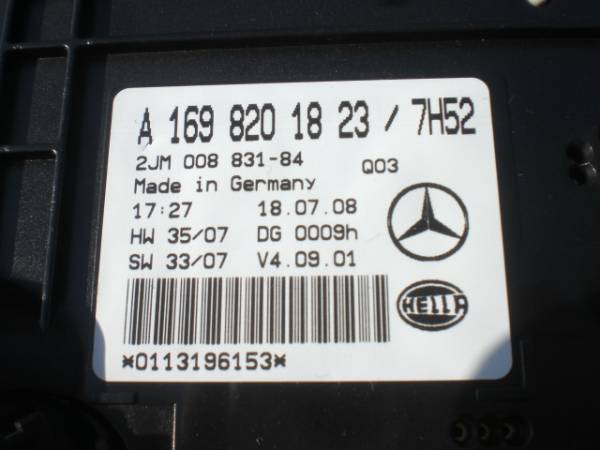 A 169 820 18 23 / 7H52
2JM 008 831-84 Q03
Made in Germany
17:27 18.07.08
HW 35/07 DG 0009h
SW 33/07 V4.09.01
HELLA
*0113196153*